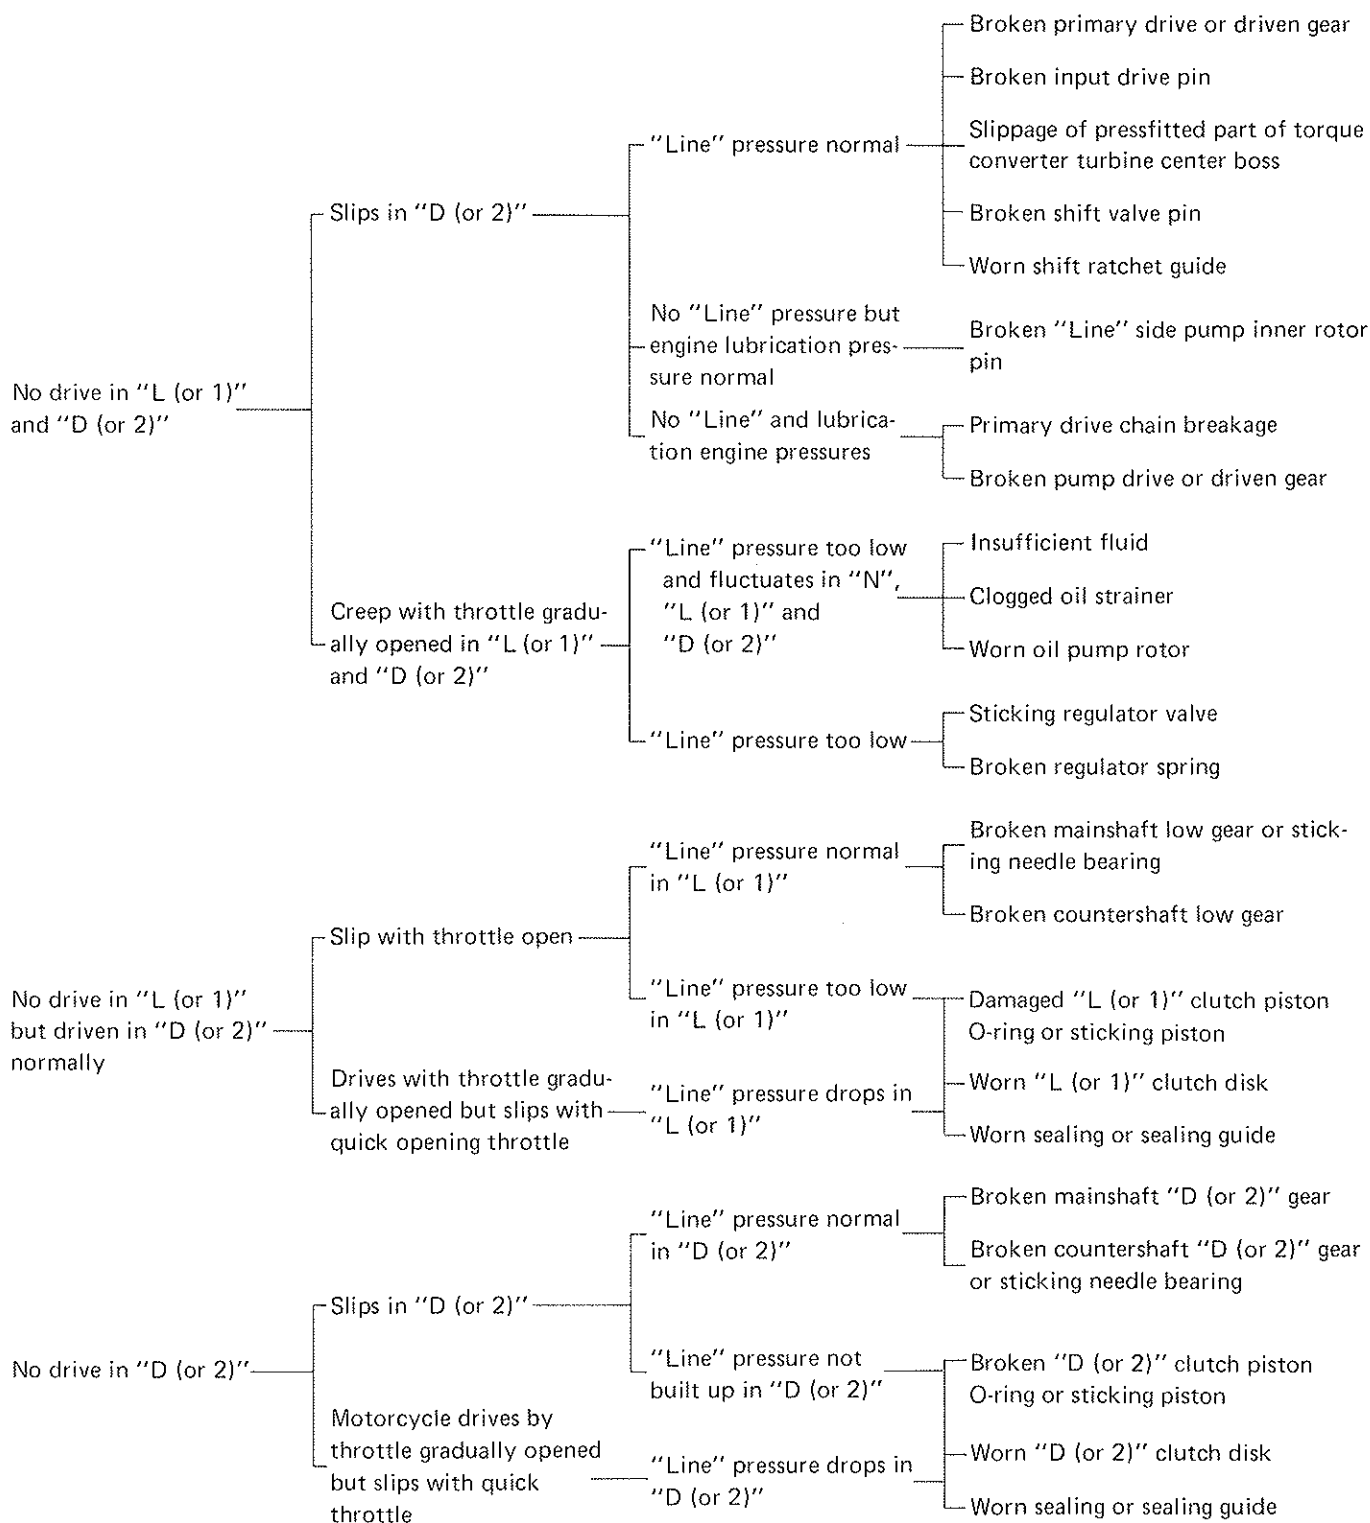 Broken primary drive or driven gear
Broken input drive pin
"Line" pressure normal
Slippage of pressfitted part of torque
converter turbine center boss
Slips in "D (or 2)"
Broken shift valve pin
Worn shift ratchet guide
No "Line" pressure but
engine lubrication pres-
sure normal
Broken "Line" side pump inner rotor
pin
No drive in "L (or 1)"
and "D (or 2)"
No "Line" and lubrica-
tion engine pressures
Primary drive chain breakage
Broken pump drive or driven gear
Creep with throttle gradu-
ally opened in "L (or 1)"
and "D (or 2)"
"Line" pressure too low
and fluctuates in "N",
"L (or 1)" and
"D (or 2)"
Insufficient fluid
Clogged oil strainer
Worn oil pump rotor
"Line" pressure too low
Sticking regulator valve
Broken regulator spring
No drive in "L (or 1)"
but driven in "D (or 2)"
normally
Slip with throttle open
"Line" pressure normal
in "L (or 1)"
Broken mainshaft low gear or stick-
ing needle bearing
Broken countershaft low gear
"Line" pressure too low
in "L (or 1)"
Damaged "L (or 1)" clutch piston
O-ring or sticking piston
Drives with throttle gradu-
ally opened but slips with
quick opening throttle
"Line" pressure drops in
"L (or 1)"
Worn "L (or 1)" clutch disk
Worn sealing or sealing guide
No drive in "D (or 2)"
Slips in "D (or 2)"
"Line" pressure normal
in "D (or 2)"
Broken mainshaft "D (or 2)" gear
Broken countershaft "D (or 2)" gear
or sticking needle bearing
"Line" pressure not
built up in "D (or 2)"
Broken "D (or 2)" clutch piston
O-ring or sticking piston
Motorcycle drives by
throttle gradually opened
but slips with quick
throttle
"Line" pressure drops in
"D (or 2)"
Worn "D (or 2)" clutch disk
Worn sealing or sealing guide